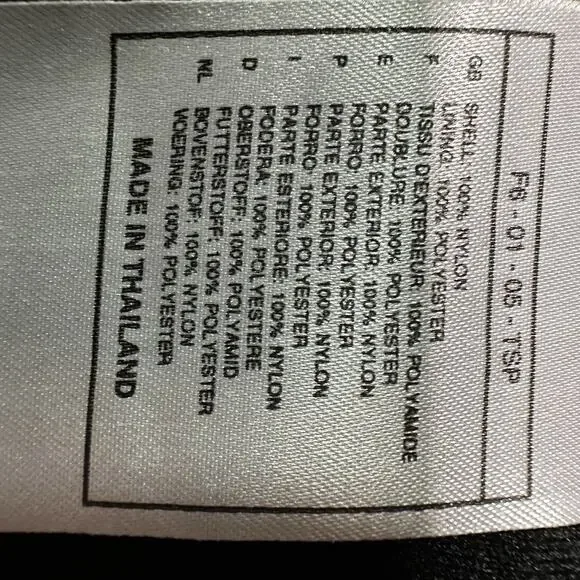 F6 - 01 - 05 - TSP
GB SHELL: 100% NYLON
LINING: 100% POLYESTER
F TISSU D'EXTERIEUR: 100% POLYAMIDE
DOUBLURE: 100% POLYESTER
E PARTE EXTERIOR: 100% NYLON
FORRO: 100% POLYESTER
P PARTE EXTERIOR: 100% NYLON
FORRO: 100% POLYESTER
I PARTE ESTERIORE: 100% NYLON
FODERA: 100% POLYESTERE
D OBERSTOFF: 100% POLYAMID
FUTTERSTOFF: 100% POLYESTER
NL BOVENSTOF: 100% NYLON
VOERING: 100% POLYESTER
MADE IN THAILAND